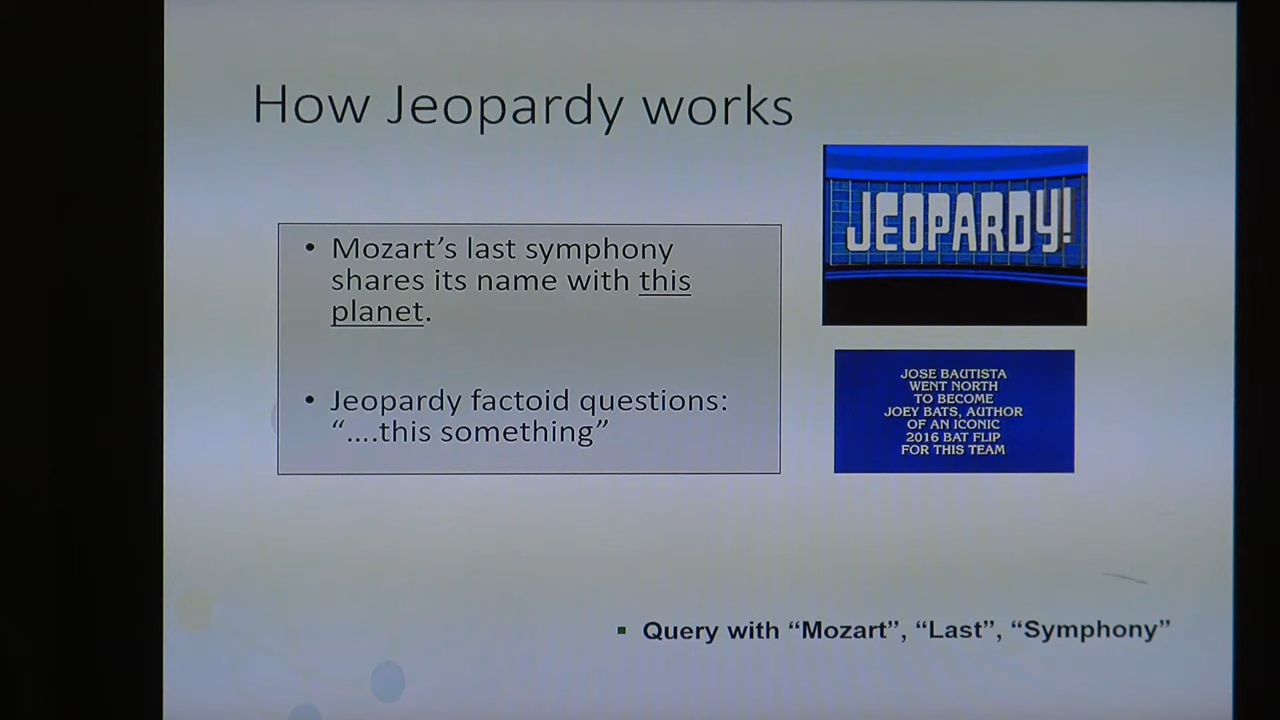 How Jeopardy works
• Mozart’s last symphony
shares its name with this
planet.
• Jeopardy factoid questions:
“....this something”
JEOPARDY!
JOSE BAUTISTA
WENT NORTH
TO BECOME
JOEY BATS, AUTHOR
OF AN ICONIC
2016 BAT FLIP
FOR THIS TEAM
▪ Query with “Mozart”, “Last”, “Symphony”